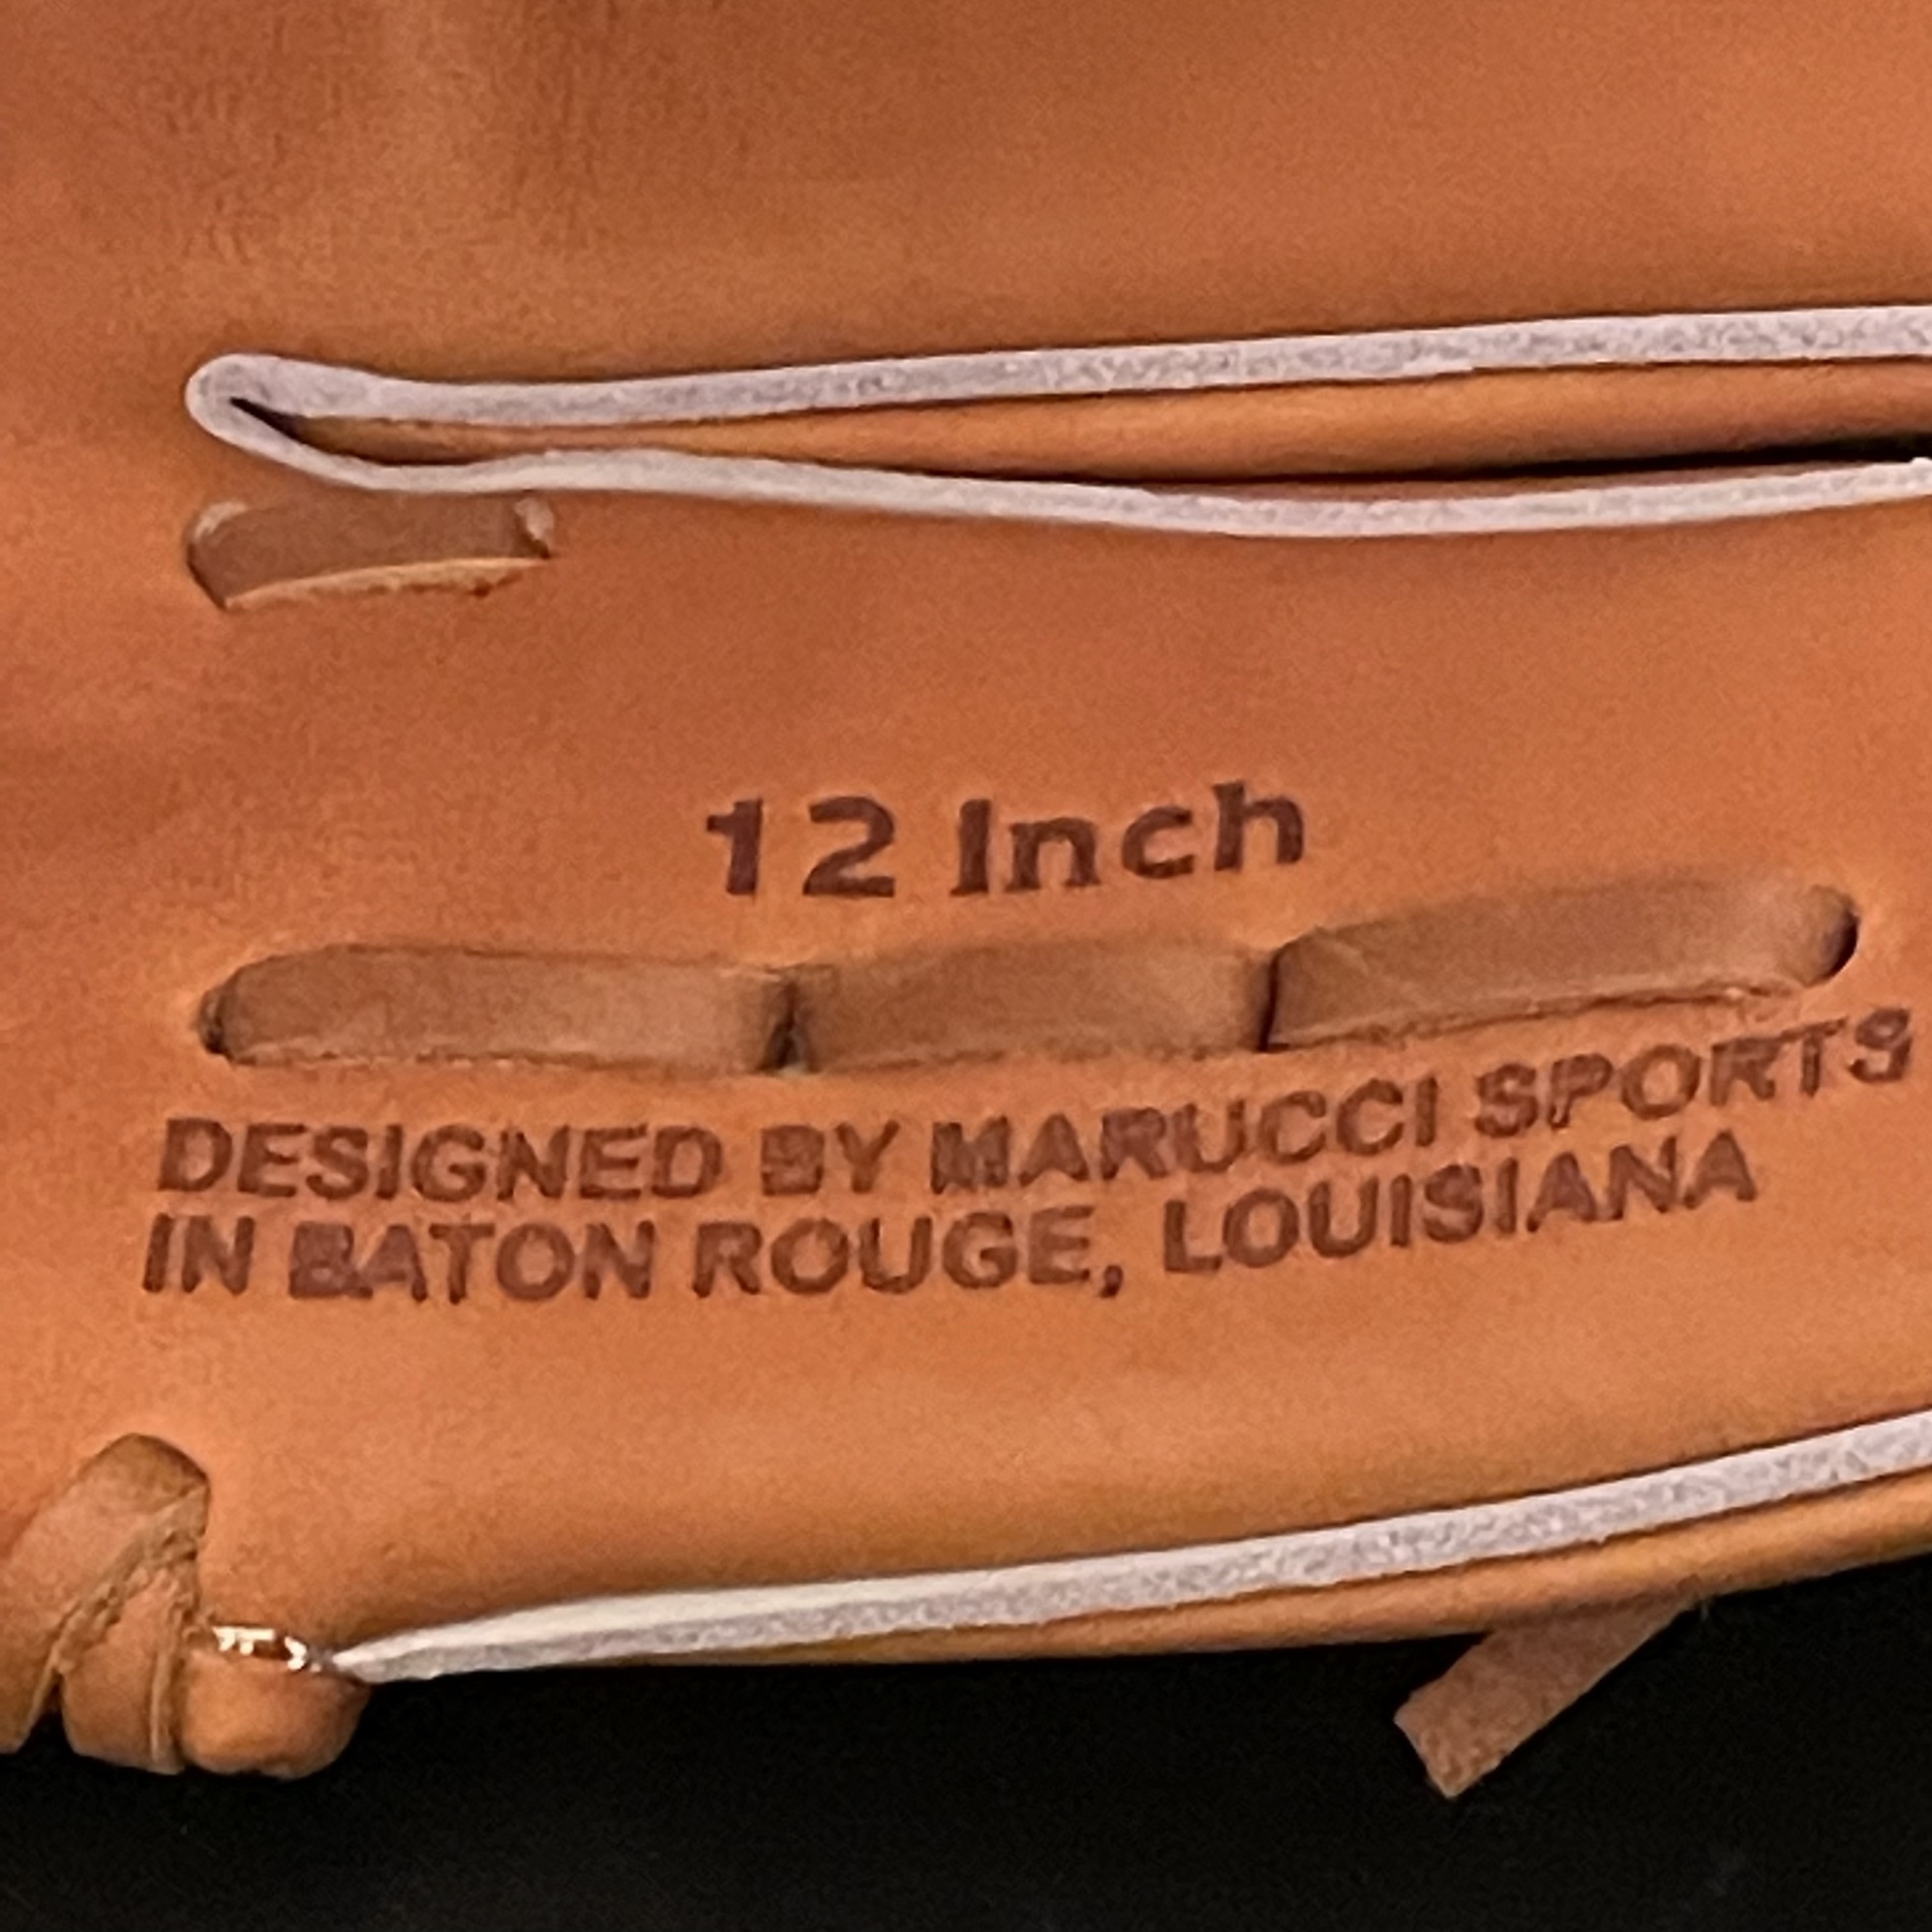 12 Inch
DESIGNED BY MARUCCI SPORTS
IN BATON ROUGE, LOUISIANA